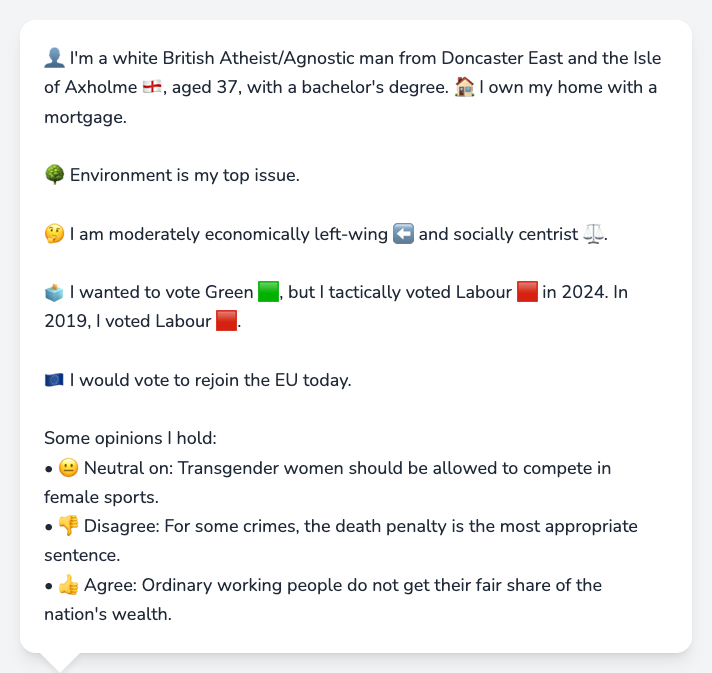 👤 I'm a white British Atheist/Agnostic man from Doncaster East and the Isle
of Axholme 🏴󠁧󠁢󠁥󠁮󠁧󠁿, aged 37, with a bachelor's degree. 🏠 I own my home with a
mortgage.
🌳 Environment is my top issue.
🤔 I am moderately economically left-wing ⬅️ and socially centrist ⚖️.
🗳️ I wanted to vote Green 🟩, but I tactically voted Labour 🟥 in 2024. In
2019, I voted Labour 🟥.
🇪🇺 I would vote to rejoin the EU today.
Some opinions I hold:
• 😐 Neutral on: Transgender women should be allowed to compete in
female sports.
• 👎 Disagree: For some crimes, the death penalty is the most appropriate
sentence.
• 👍 Agree: Ordinary working people do not get their fair share of the
nation's wealth.